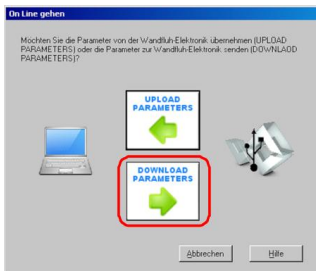 On Line gehen
Möchten Sie die Parameter von der Wandfluh-Elektronik übernehmen (UPLOAD
PARAMETERS) oder die Parameter zur Wandfluh-Elektronik senden (DOWNLAOD
PARAMETERS)?
UPLOAD
PARAMETERS
DOWNLOAD
PARAMETERS
Abbrechen
Hilfe